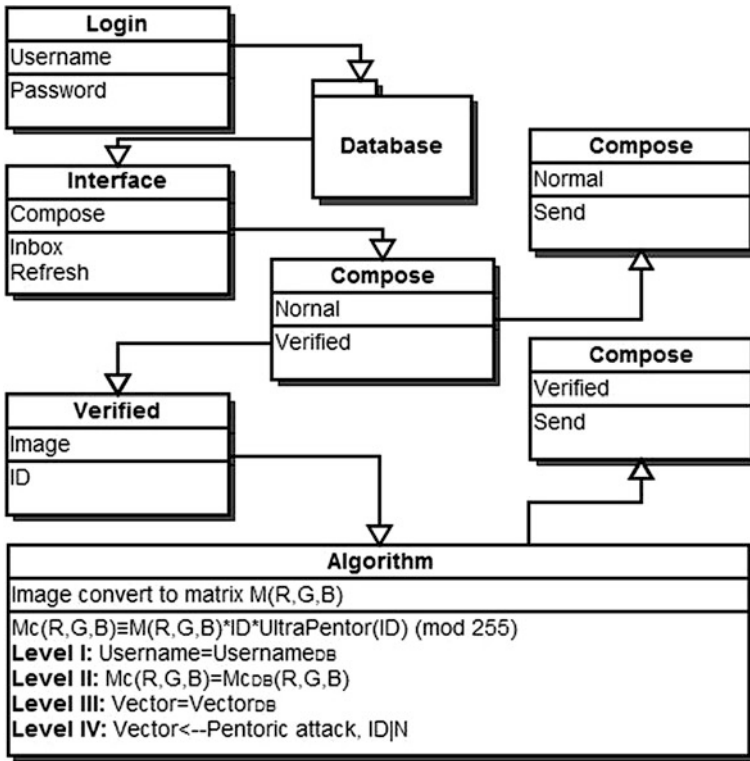 Login
Username
Password
Database
Interface
Compose
Inbox
Refresh
Compose
Nornal
Verified
Compose
Normal
Send
Compose
Verified
Send
Verified
Image
ID
Algorithm
Image convert to matrix M(R,G,B)
Mc(R,G,B)≡M(R,G,B)*ID*UltraPentor(ID) (mod 255)
Level I: Username=UsernameDB
Level II: Mc(R,G,B)=McDB(R,G,B)
Level III: Vector=VectorDB
Level IV: Vector<--Pentoric attack, ID|N